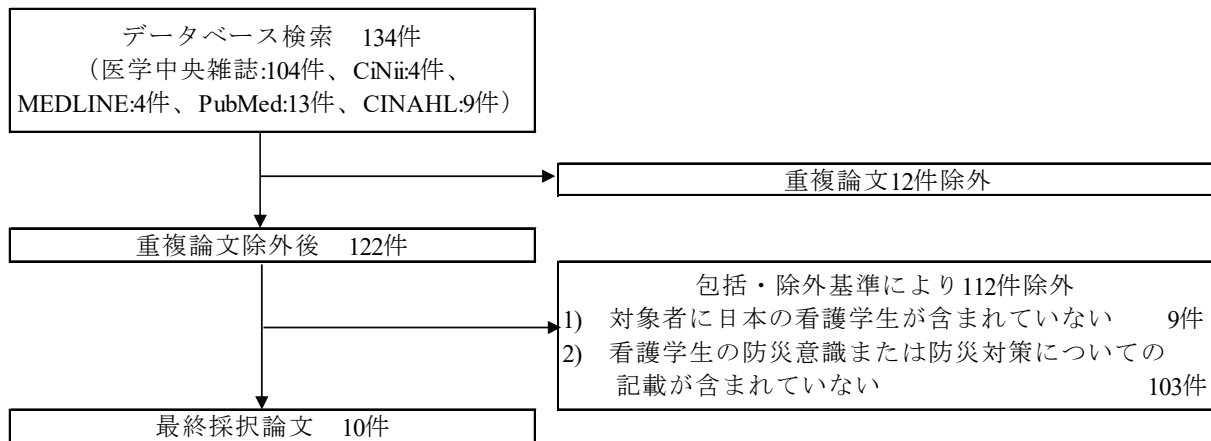 データベース検索　134件
（医学中央雑誌:104件、CiNii:4件、
MEDLINE:4件、PubMed:13件、CINAHL:9件）
重複論文12件除外
重複論文除外後　122件
包括・除外基準により112件除外
1)　対象者に日本の看護学生が含まれていない　　9件
2)　看護学生の防災意識または防災対策についての
記載が含まれていない　　103件
最終採択論文　10件